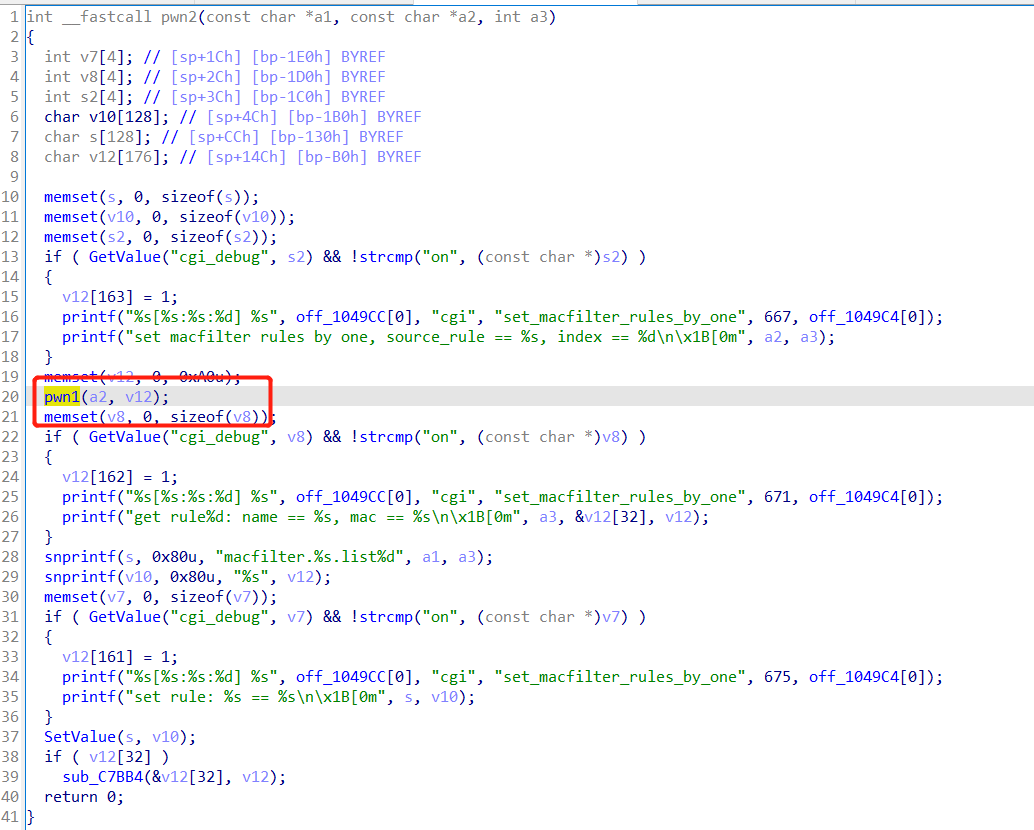 1 int __fastcall pwn2(const char *a1, const char *a2, int a3)
2 {
3 int v7[4]; // [sp+1Ch] [bp-1E0h] BYREF
4 int v8[4]; // [sp+2Ch] [bp-1D0h] BYREF
5 int s2[4]; // [sp+3Ch] [bp-1C0h] BYREF
6 char v10[128]; // [sp+4Ch] [bp-1B0h] BYREF
7 char s[128]; // [sp+CCh] [bp-130h] BYREF
8 char v12[176]; // [sp+14Ch] [bp-B0h] BYREF
9
10 memset(s, 0, sizeof(s));
11 memset(v10, 0, sizeof(v10));
12 memset(s2, 0, sizeof(s2));
13 if ( GetValue("cgi_debug", s2) && !strcmp("on", (const char *)s2) )
14 {
15 v12[163] = 1;
16 printf("%s[%s:%s:%d] %s", off_1049CC[0], "cgi", "set_macfilter_rules_by_one", 667, off_1049C4[0]);
17 printf("set macfilter rules by one, source_rule == %s, index == %d\n\x1B[0m", a2, a3);
18 }
19 memset(v12, 0, 0xA0u);
20 pwn1(a2, v12);
21 memset(v8, 0, sizeof(v8));
22 if ( GetValue("cgi_debug", v8) && !strcmp("on", (const char *)v8) )
23 {
24 v12[162] = 1;
25 printf("%s[%s:%s:%d] %s", off_1049CC[0], "cgi", "set_macfilter_rules_by_one", 671, off_1049C4[0]);
26 printf("get rule%d: name == %s, mac == %s\n\x1B[0m", a3, &v12[32], v12);
27 }
28 snprintf(s, 0x80u, "macfilter.%s.list%d", a1, a3);
29 snprintf(v10, 0x80u, "%s", v12);
30 memset(v7, 0, sizeof(v7));
31 if ( GetValue("cgi_debug", v7) && !strcmp("on", (const char *)v7) )
32 {
33 v12[161] = 1;
34 printf("%s[%s:%s:%d] %s", off_1049CC[0], "cgi", "set_macfilter_rules_by_one", 675, off_1049C4[0]);
35 printf("set rule: %s == %s\n\x1B[0m", s, v10);
36 }
37 SetValue(s, v10);
38 if ( v12[32] )
39 sub_C7BB4(&v12[32], v12);
40 return 0;
41 }